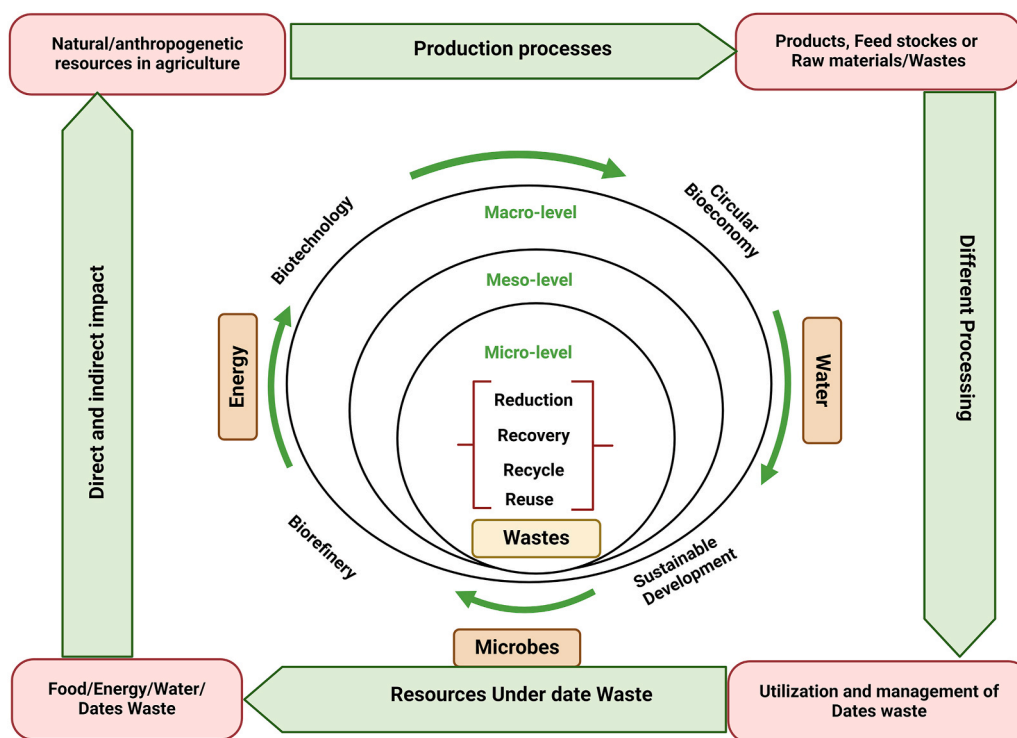 Natural/anthropogenetic
resources in agriculture
Production processes
Products, Feed stockes or
Raw materials/Wastes
Direct and indirect impact
Different Processing
Biotechnology
Circular
Bioeconomy
Macro-level
Meso-level
Micro-level
Energy
Water
Reduction
Recovery
Recycle
Reuse
Wastes
Biorefinery
Sustainable
Development
Microbes
Food/Energy/Water/
Dates Waste
Resources Under date Waste
Utilization and management of
Dates waste